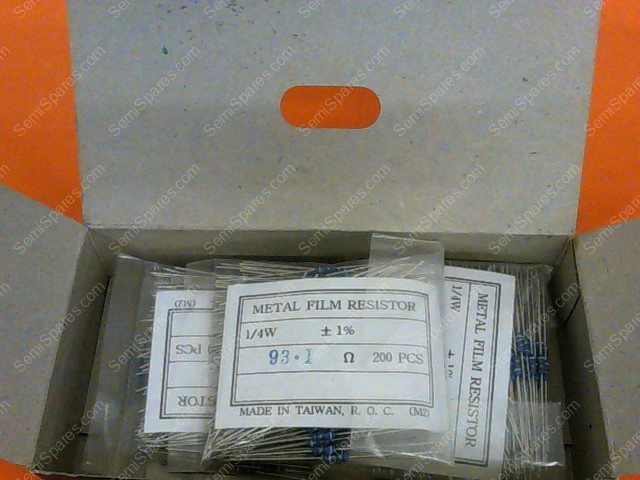 METAL FILM RESISTOR
1/4W ± 1%
93.1 Ω 200 PCS
MADE IN TAIWAN, R. O. C. (M2)
(M2)
PCS
STOR
METAL FILM RESISTOR
1/4W
SemiSpares.com